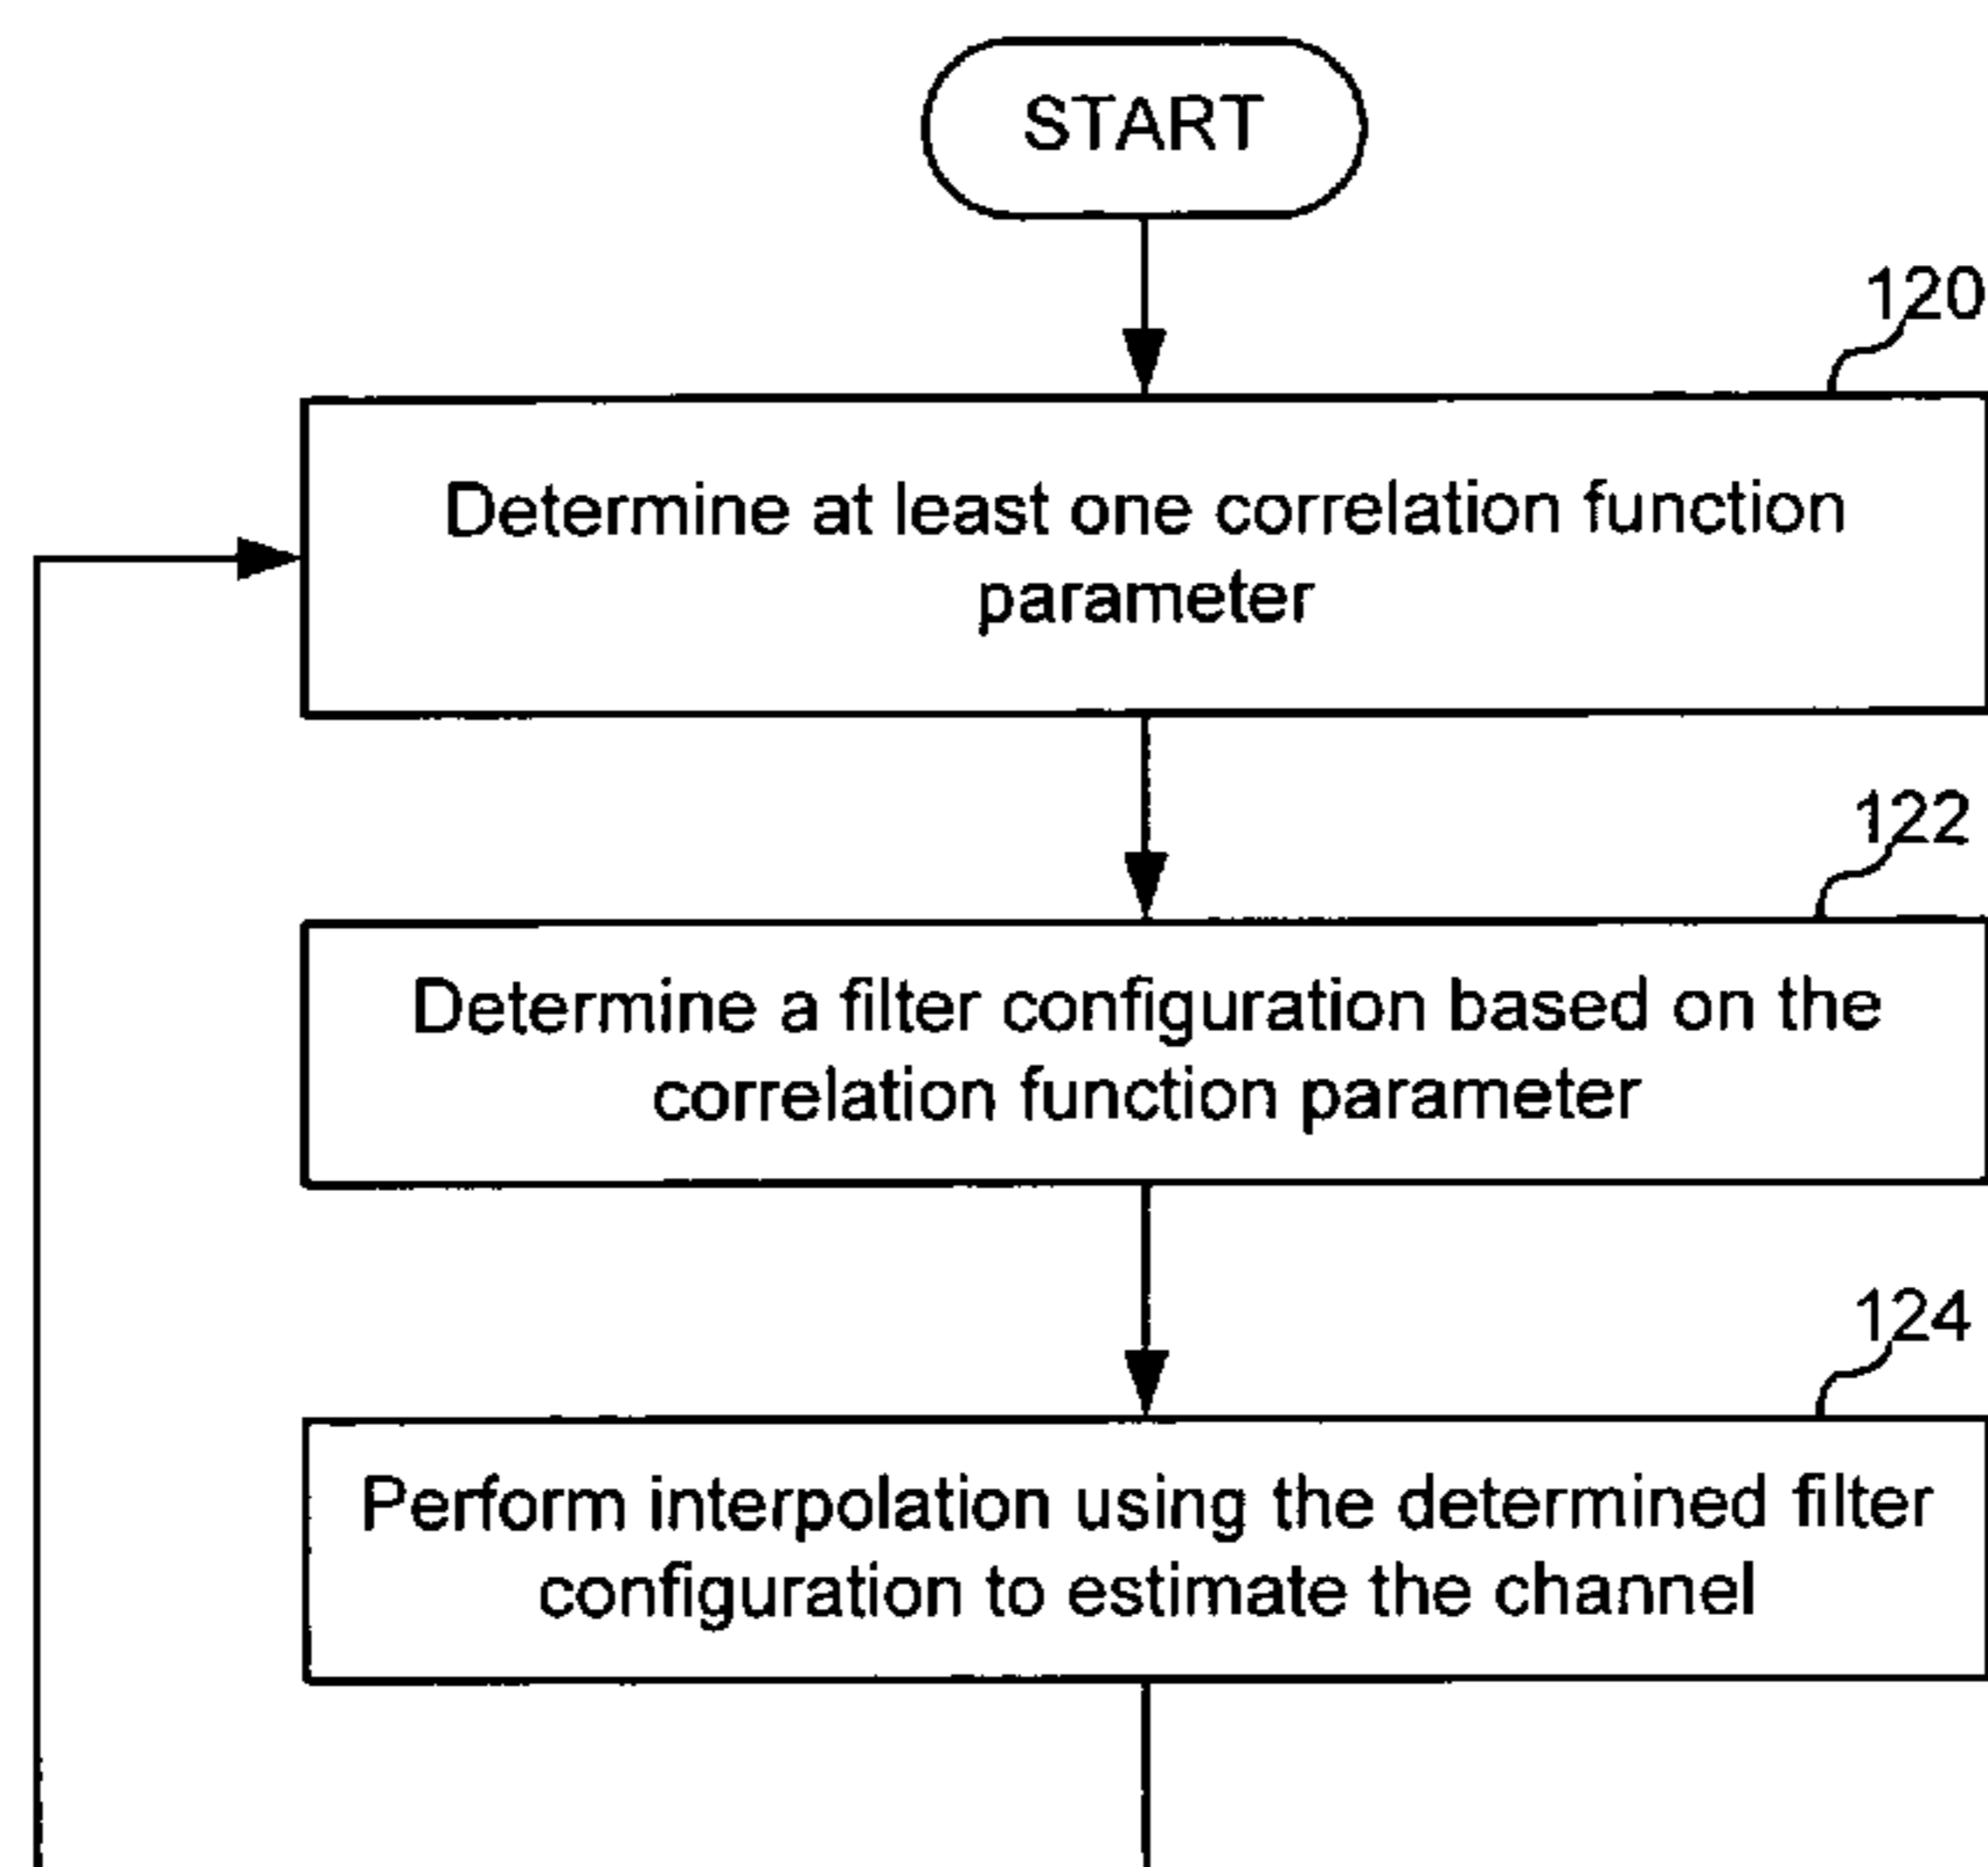 START
120
Determine at least one correlation function
parameter
122
Determine a filter configuration based on the
correlation function parameter
124
Perform interpolation using the determined filter
configuration to estimate the channel